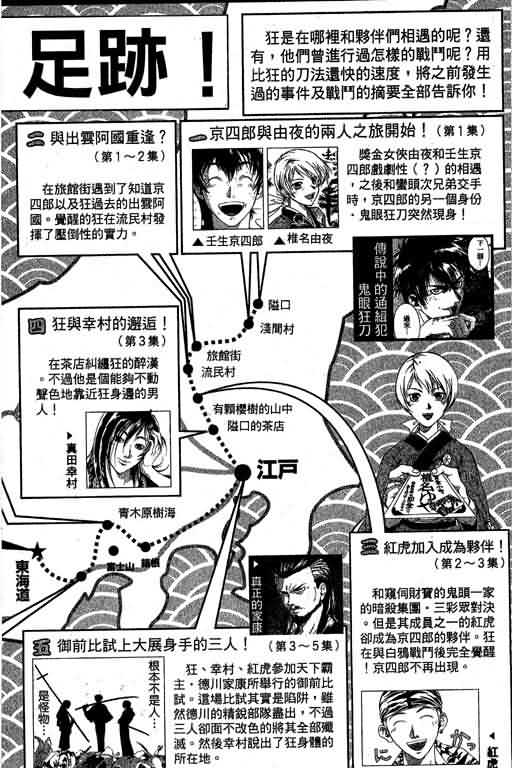 足跡！
狂是在哪裡和夥伴們相遇的呢？還
有，他們曾進行過怎樣的戰鬥？用
比狂的刀法還快的速度，將之前發生
過的事件及戰鬥的摘要全部告訴你！
一 京四郎與由夜的兩人之旅開始！（第1集）
獎金女俠由夜和壬生京
四郎戲劇性（？）的相遇
，之後和鸞頭次兄弟交手
時，京四郎的另一個身份
．鬼眼狂刀突然現身！
▲壬生京四郎
▲椎名由夜
傳說中的通緝犯
鬼眼狂刀
二 與出雲阿國重逢？
（第1～2集）
在旅館街遇到了知道京
四郎以及狂過去的出雲阿
國。覺醒的狂在流民村發
揮了壓倒性的實力。
四 狂與幸村的邂逅！
（第3集）
在茶店糾纏狂的醉漢
。不過他是個能夠不動
聲色地靠近狂身邊的男
人！
▼真田幸村
隘口
淺間村
旅館街
流民村
有顆櫻樹的山中
隘口的茶店
江戶
青木原樹海
富士山
箱根
東海道
三 紅虎加入成為夥伴！
（第2～3集）
和窺伺財寶的鬼頭一家
的暗殺集團．三彩眾對決
。但是其成員之一的紅虎
卻成為京四郎的夥伴。狂
在與白鴉戰鬥後完全覺醒
！京四郎不再出現。
▼紅虎
▼真正的家康
五 御前比試上大展身手的三人！（第3～5集）
狂、幸村、紅虎參加天下霸
主．德川家康所舉行的御前比
試。這場比試其實是陷阱，雖
然德川的精銳部隊盡出，不過
三人卻面不改色的將其全部殲
滅。然後幸村說出了狂身體的
所在地。
根本不是人…
…是怪物…